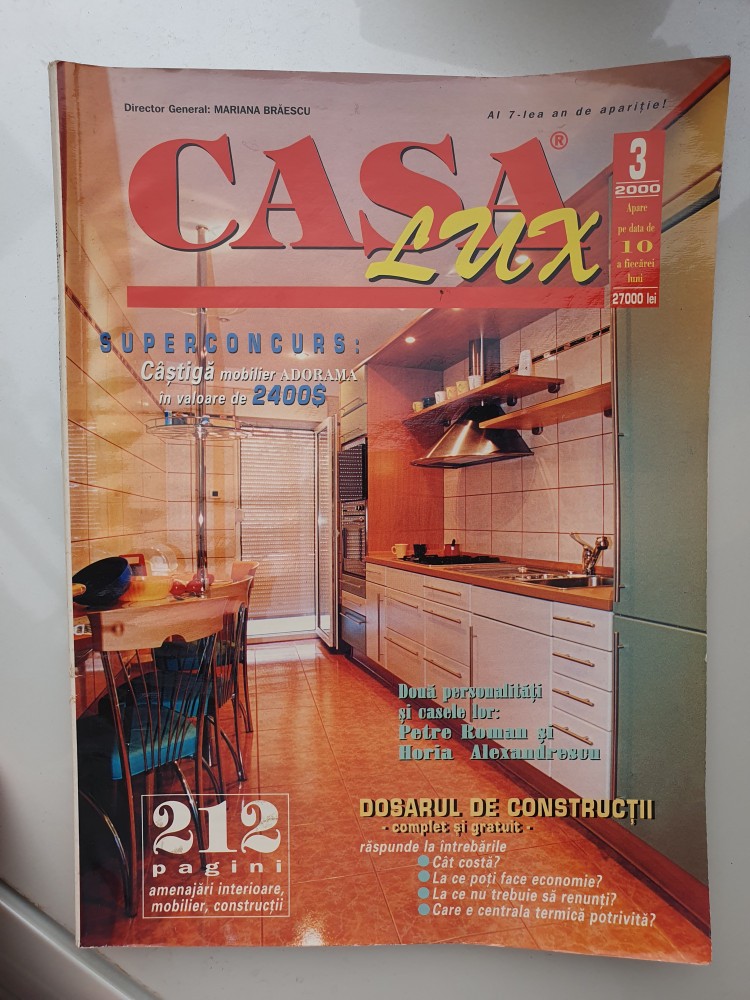 Director General: MARIANA BRĂESCU
Al 7-lea an de apariție!
CASA®
LUX
3
2000
Apare
pe data de
10
a fiecărei
luni
27000 lei
SUPERCONCURS:
Câștigă mobilier ADORAMA
în valoare de 2400$
Două personalități
și casele lor:
Petre Roman și
Horia Alexandrescu
212
pagini
amenajări interioare,
mobilier, construcții
DOSARUL DE CONSTRUCȚII
- complet și gratuit -
răspunde la intrebările
Cât costă?
La ce poți face economie?
La ce nu trebuie să renunți?
Care e centrala termică potrivită?